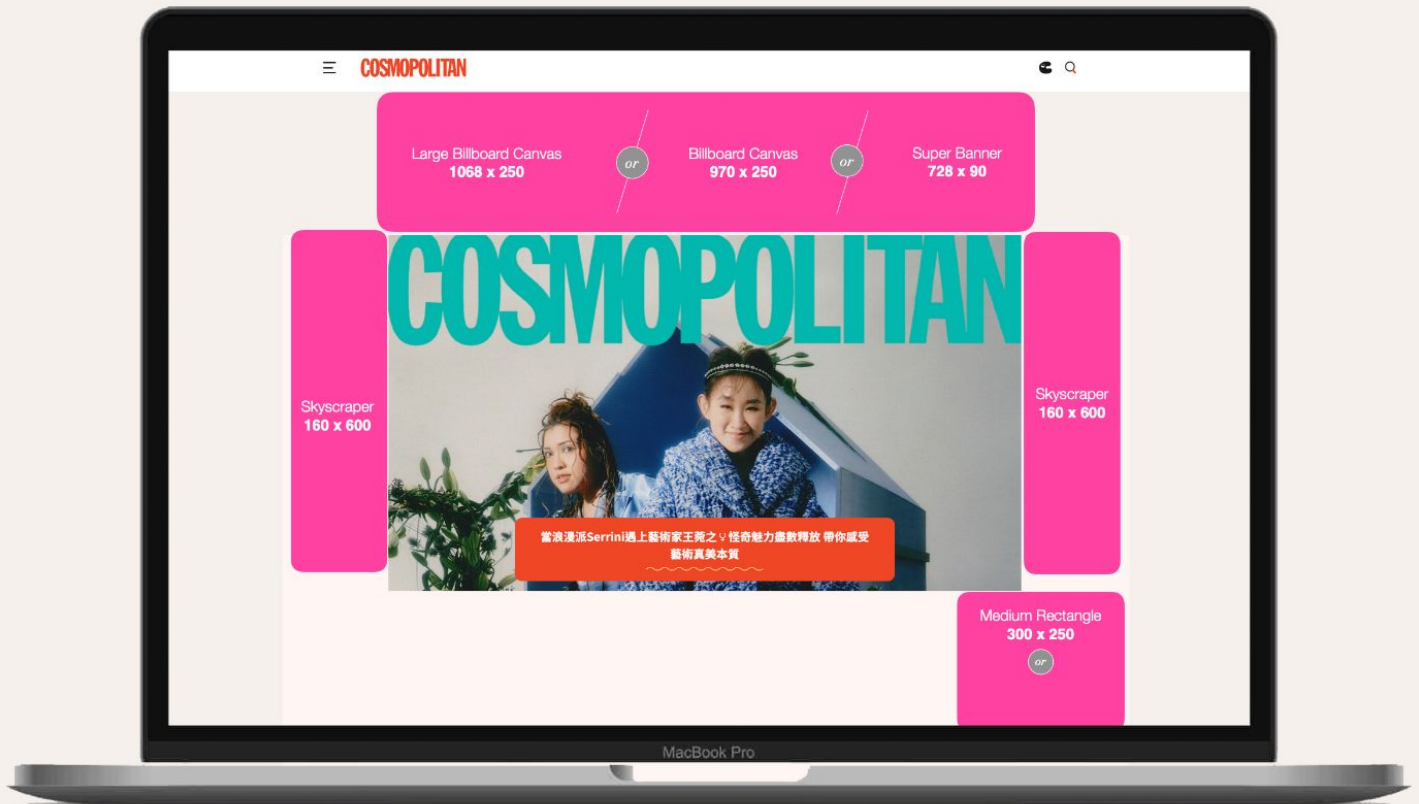 COSMOPOLITAN
Large Billboard Canvas
1068 x 250
or
Billboard Canvas
970 x 250
or
Super Banner
728 x 90
COSMOPOLITAN
Skyscraper
160 x 600
Skyscraper
160 x 600
當浪漫派Serrini遇上藝術家王菀之♀怪奇魅力盡數釋放 帶你感受
藝術真美本質
Medium Rectangle
300 x 250
or
MacBook Pro